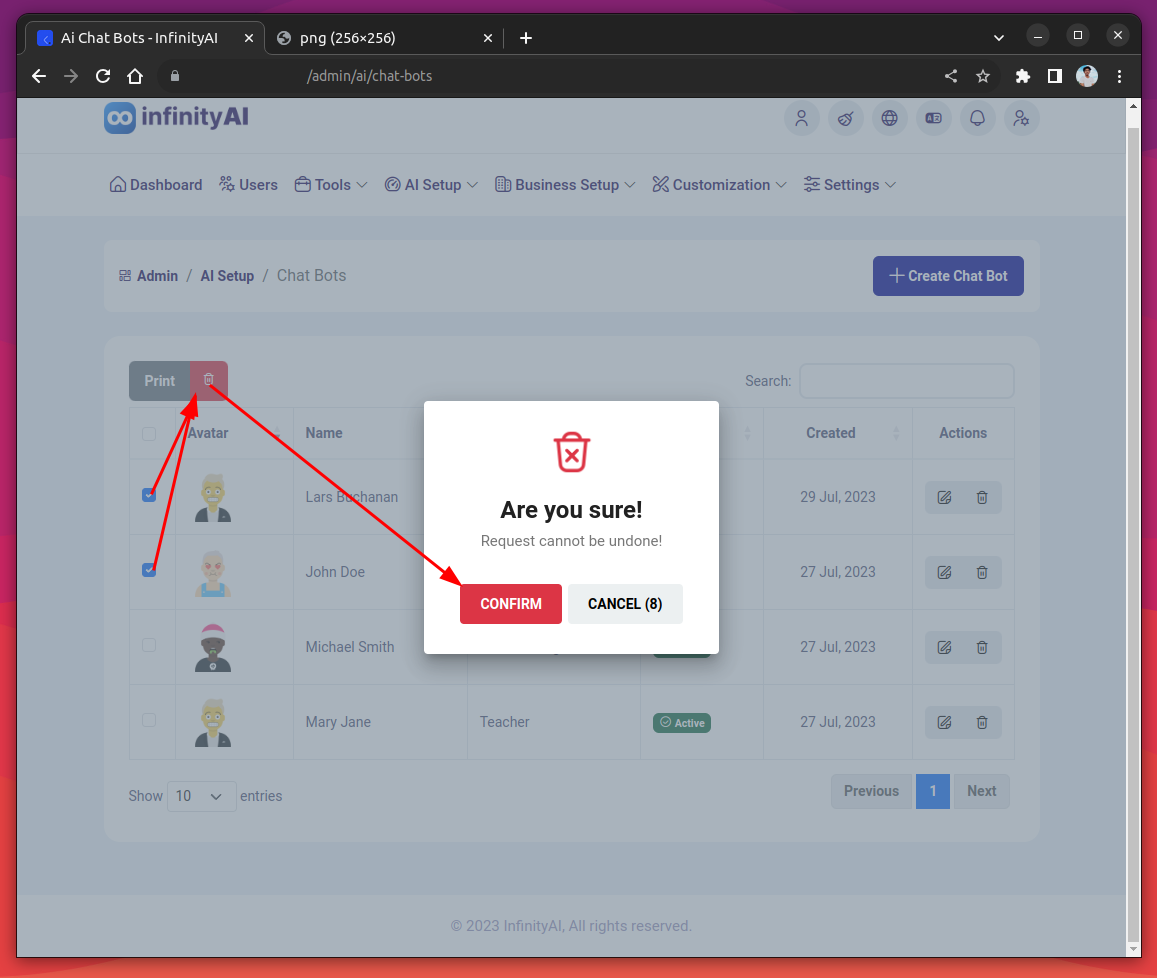 Ai Chat Bots - InfinityAI
png (256×256)
/admin/ai/chat-bots
infinityAI
Dashboard Users Tools AI Setup Business Setup Customization Settings
Admin / AI Setup / Chat Bots
Create Chat Bot
Print
Search:
Avatar Name Created Actions
Lars Buchanan 29 Jul, 2023
Are you sure!
Request cannot be undone!
John Doe 27 Jul, 2023
CONFIRM CANCEL (8)
Michael Smith 27 Jul, 2023
Mary Jane Teacher Active 27 Jul, 2023
Show 10 entries
Previous 1 Next
© 2023 InfinityAI, All rights reserved.